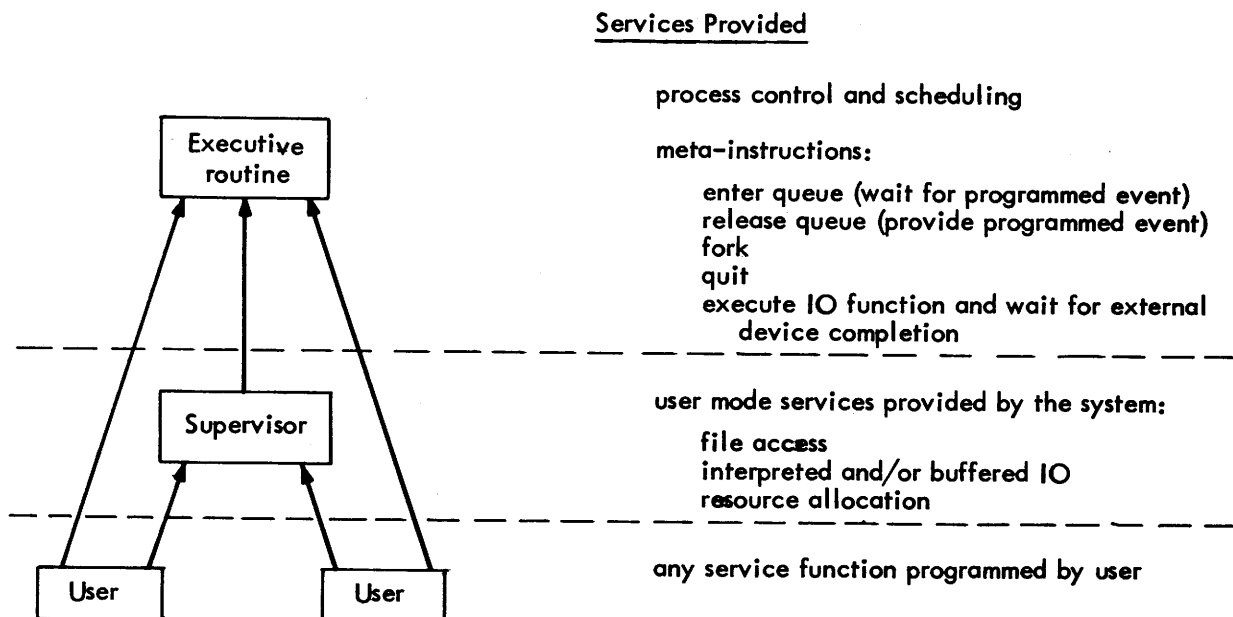 Services Provided
process control and scheduling
Executive
routine
meta-instructions:
enter queue (wait for programmed event)
release queue (provide programmed event)
fork
quit
execute IO function and wait for external
device completion
Supervisor
user mode services provided by the system:
file access
interpreted and/or buffered IO
resource allocation
User
User
any service function programmed by user